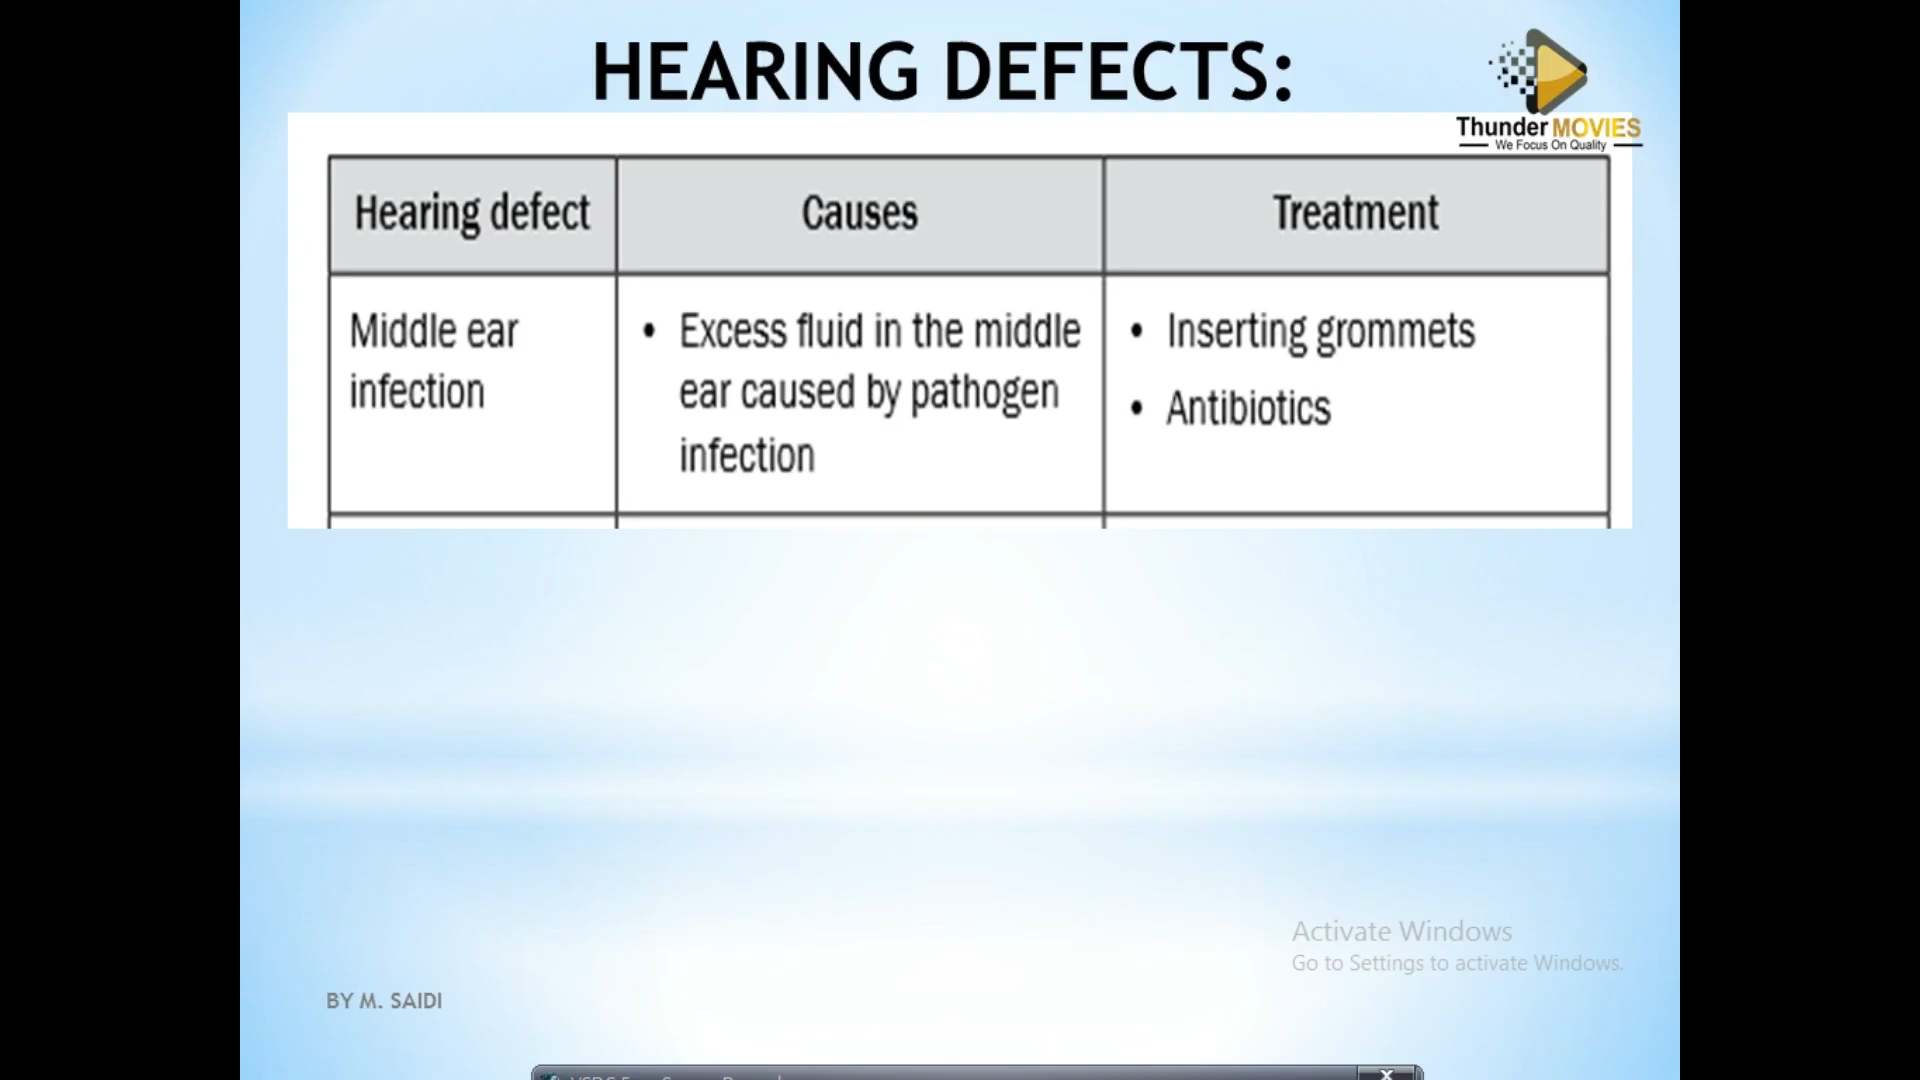 HEARING DEFECTS:
Thunder MOVIES
We Focus On Quality
Hearing defect
Causes
Treatment
Middle ear
infection
• Excess fluid in the middle
ear caused by pathogen
infection
• Inserting grommets
• Antibiotics
Activate Windows
Go to Settings to activate Windows.
BY M. SAIDI
X